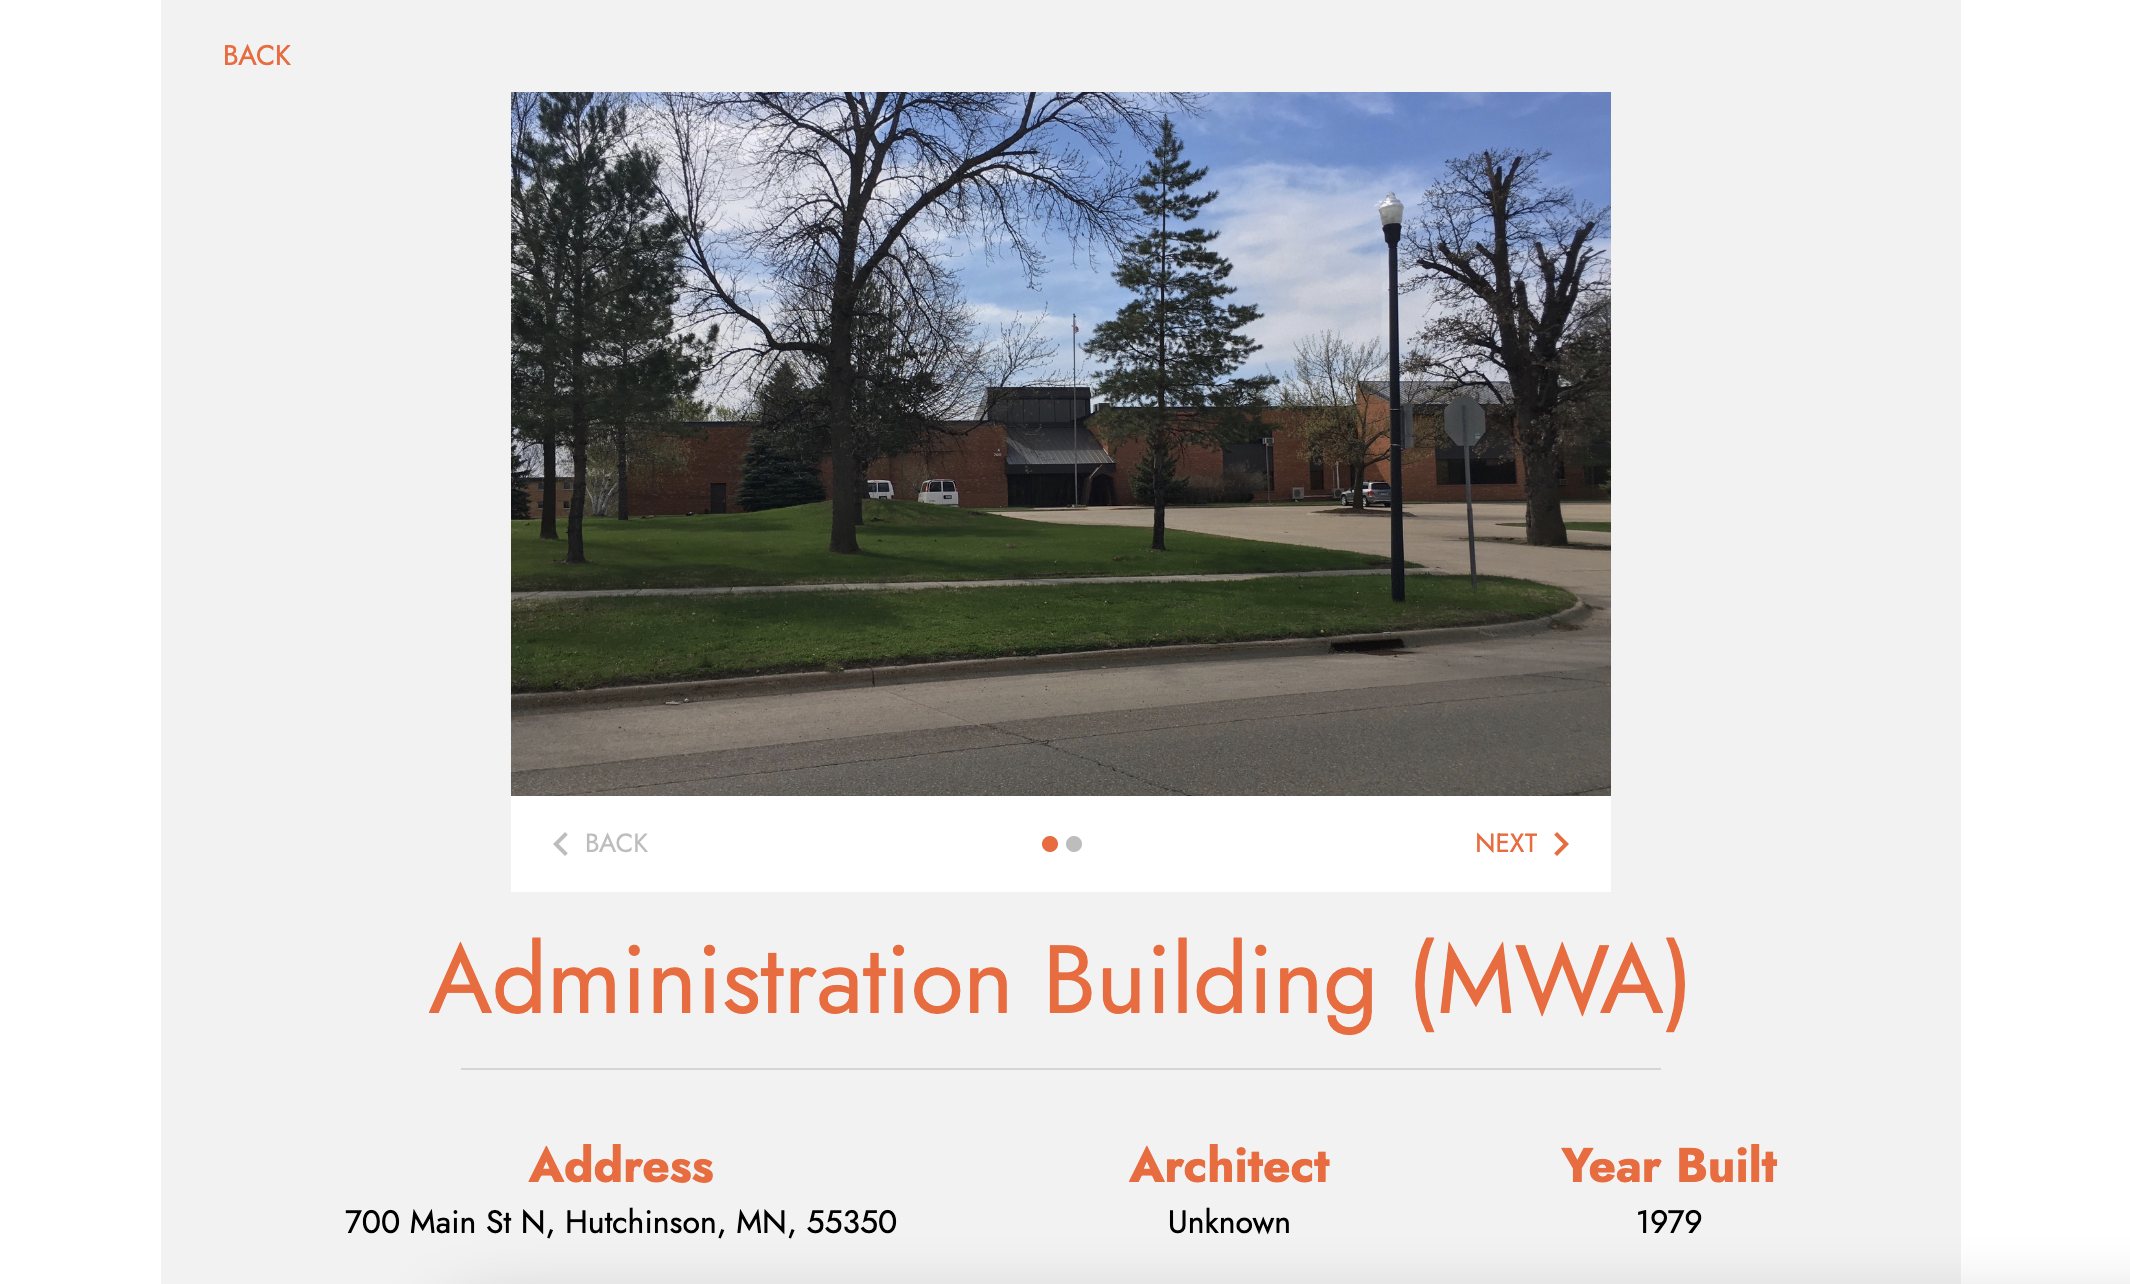 BACK
BACK
NEXT
Administration Building (MWA)
Address
Architect
Year Built
700 Main St N, Hutchinson, MN, 55350
Unknown
1979